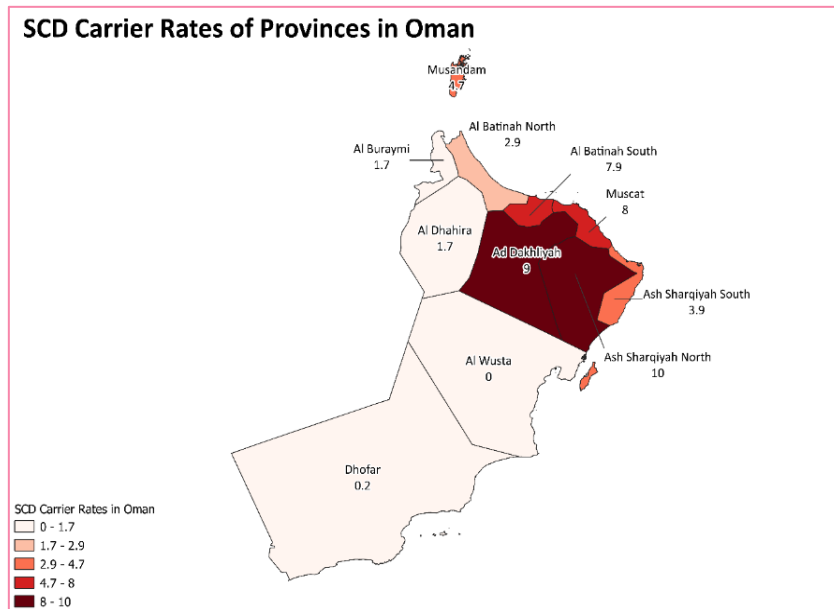 SCD Carrier Rates of Provinces in Oman
Musandam
4.7
Al Batinah North
2.9
Al Buraymi
1.7
Al Batinah South
7.9
Muscat
8
Al Dhahira
1.7
Ad Dakhliyah
9
Ash Sharqiyah South
3.9
Ash Sharqiyah North
10
Al Wusta
0
Dhofar
0.2
SCD Carrier Rates in Oman
0 - 1.7
1.7 - 2.9
2.9 - 4.7
4.7 - 8
8 - 10